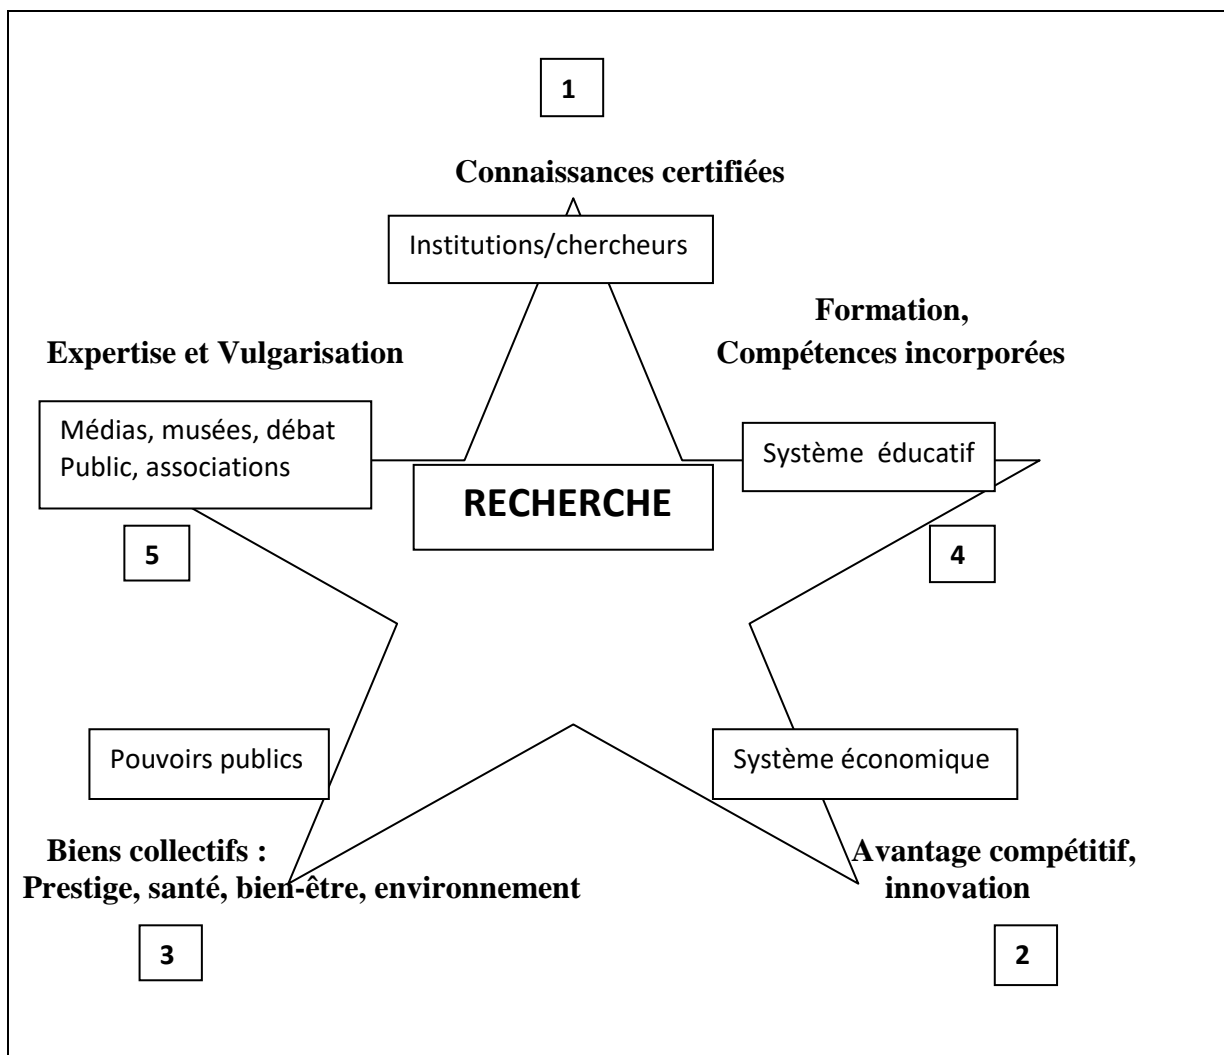 1
Connaissances certifiées
Institutions/chercheurs
Formation,
Compétences incorporées
Expertise et Vulgarisation
Médias, musées, débat
Public, associations
Système éducatif
RECHERCHE
5
4
Pouvoirs publics
Système économique
Biens collectifs :
Prestige, santé, bien-être, environnement
Avantage compétitif,
innovation
3
2